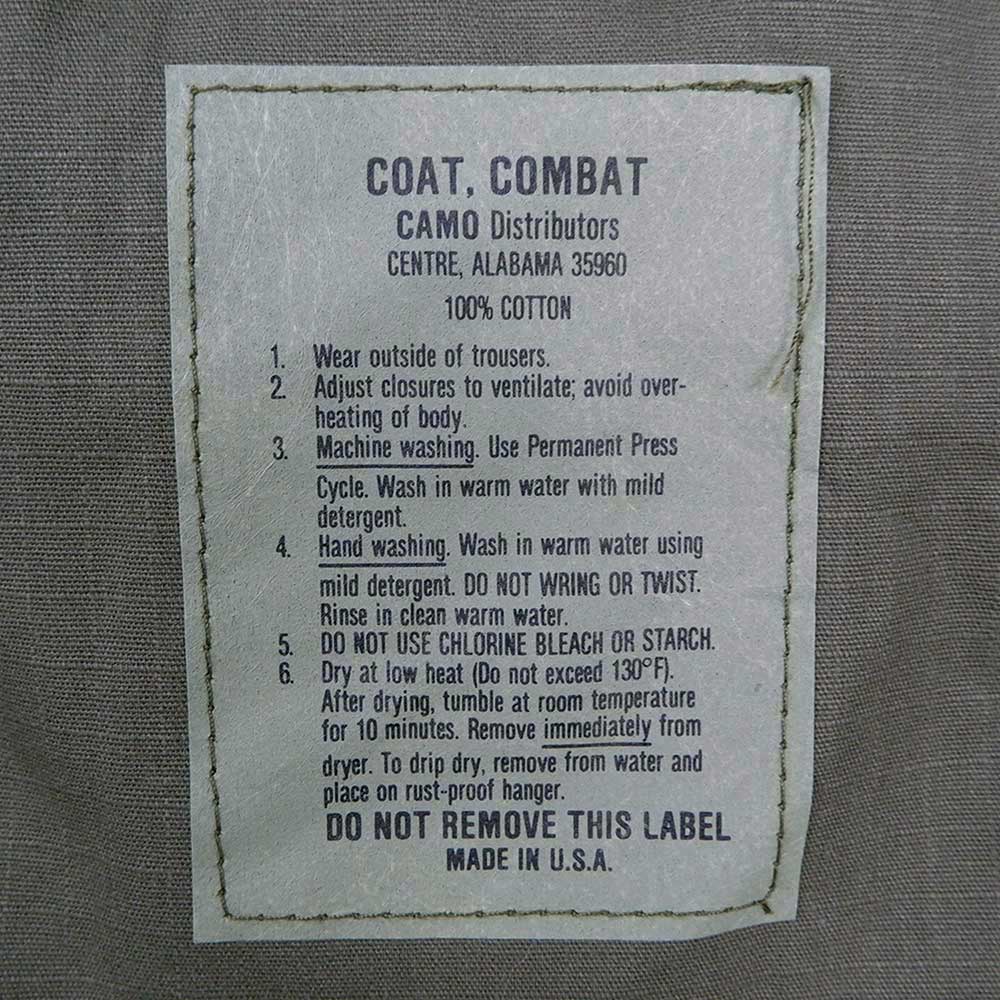 COAT, COMBAT
CAMO Distributors
CENTRE, ALABAMA 35960
100% COTTON
1. Wear outside of trousers.
2. Adjust closures to ventilate; avoid over-
heating of body.
3. Machine washing. Use Permanent Press
Cycle. Wash in warm water with mild
detergent.
4. Hand washing. Wash in warm water using
mild detergent. DO NOT WRING OR TWIST.
Rinse in clean warm water.
5. DO NOT USE CHLORINE BLEACH OR STARCH.
6. Dry at low heat (Do not exceed 130°F).
After drying, tumble at room temperature
for 10 minutes. Remove immediately from
dryer. To drip dry, remove from water and
place on rust-proof hanger.
DO NOT REMOVE THIS LABEL
MADE IN U.S.A.